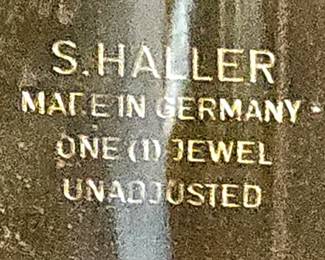 S. HALLER
MADE IN GERMANY
ONE (1) JEWEL
UNADJUSTED